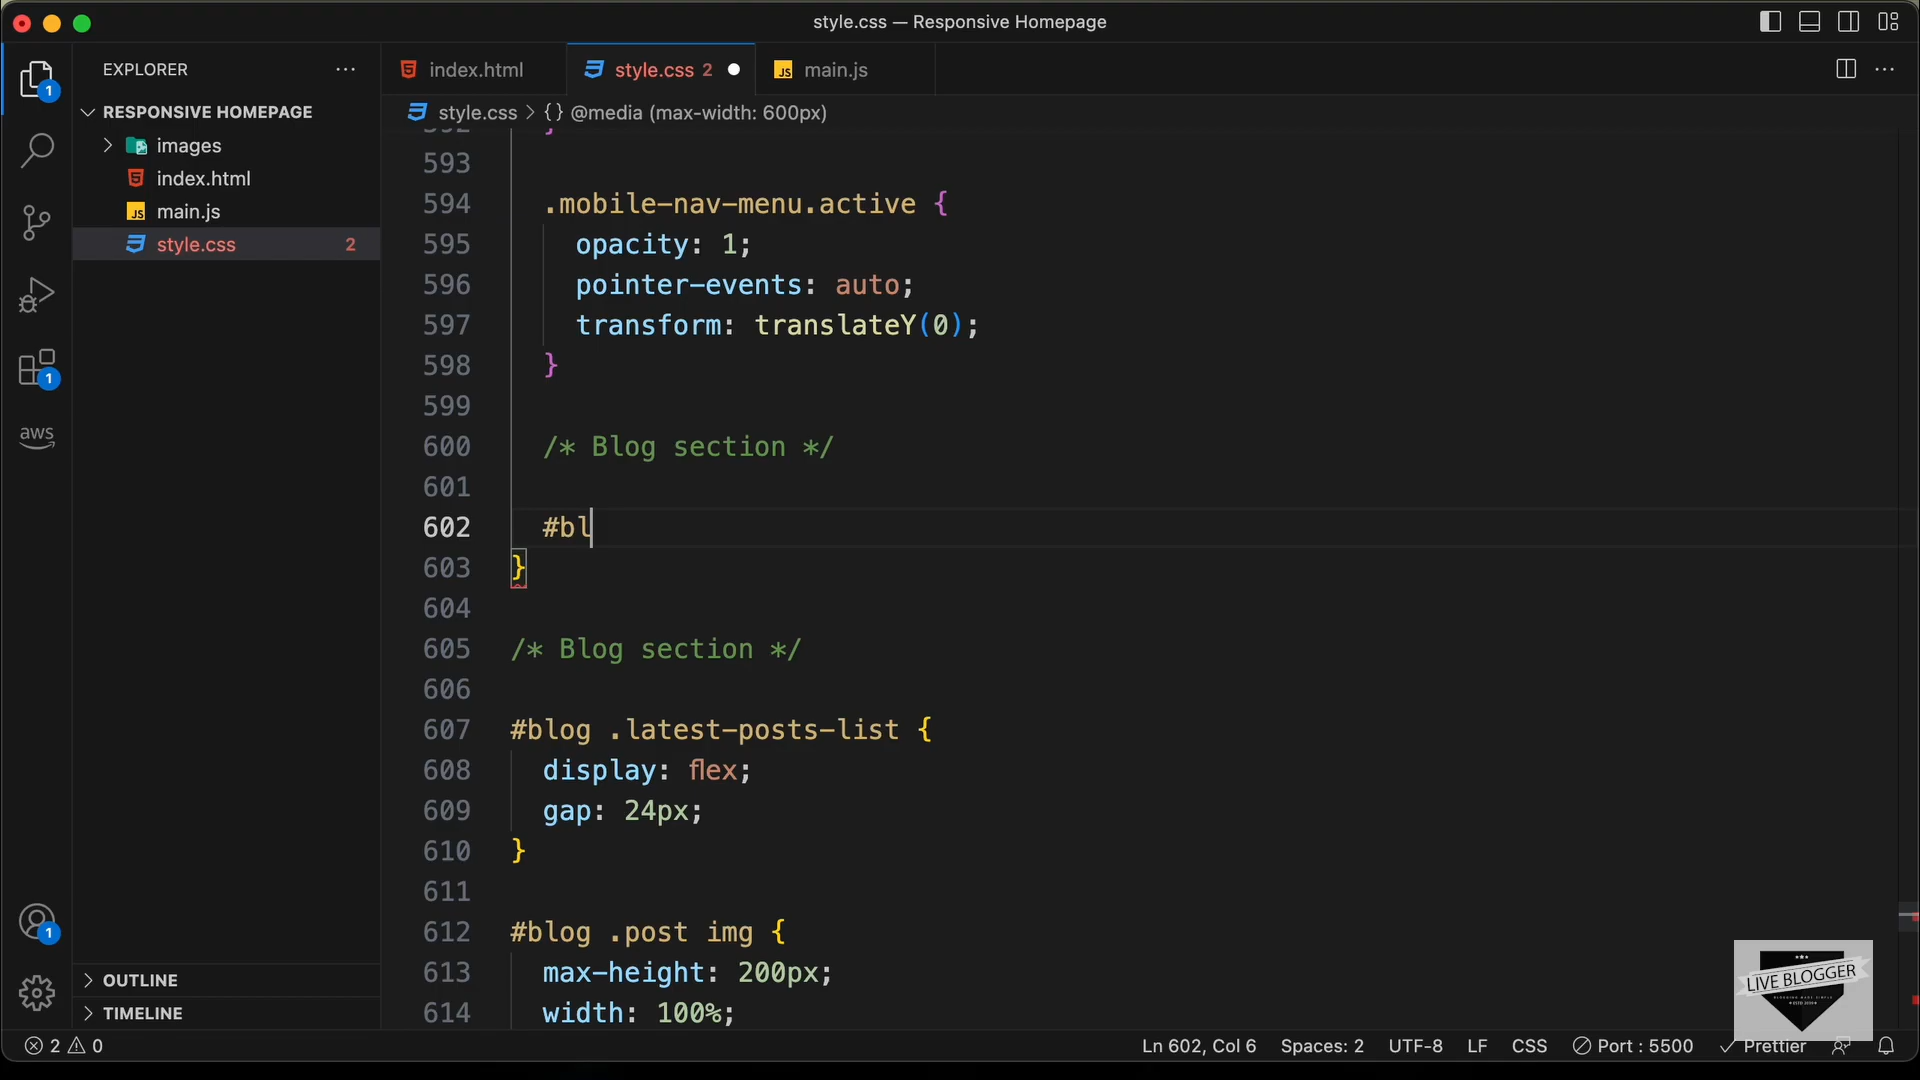 style.css — Responsive Homepage
EXPLORER
index.html
style.css 2
main.js
RESPONSIVE HOMEPAGE
style.css > {} @media (max-width: 600px)
images
index.html
main.js
style.css 2
592 }
593
594 .mobile-nav-menu.active {
595 opacity: 1;
596 pointer-events: auto;
597 transform: translateY(0);
598 }
599
600 /* Blog section */
601
602 #bl
603 }
604
605 /* Blog section */
606
607 #blog .latest-posts-list {
608 display: flex;
609 gap: 24px;
610 }
611
612 #blog .post img {
613 max-height: 200px;
614 width: 100%;
1
1
aws
1
OUTLINE
TIMELINE
LIVE BLOGGER
2 0
Ln 602, Col 6
Spaces: 2
UTF-8
LF
CSS
Port : 5500
Prettier